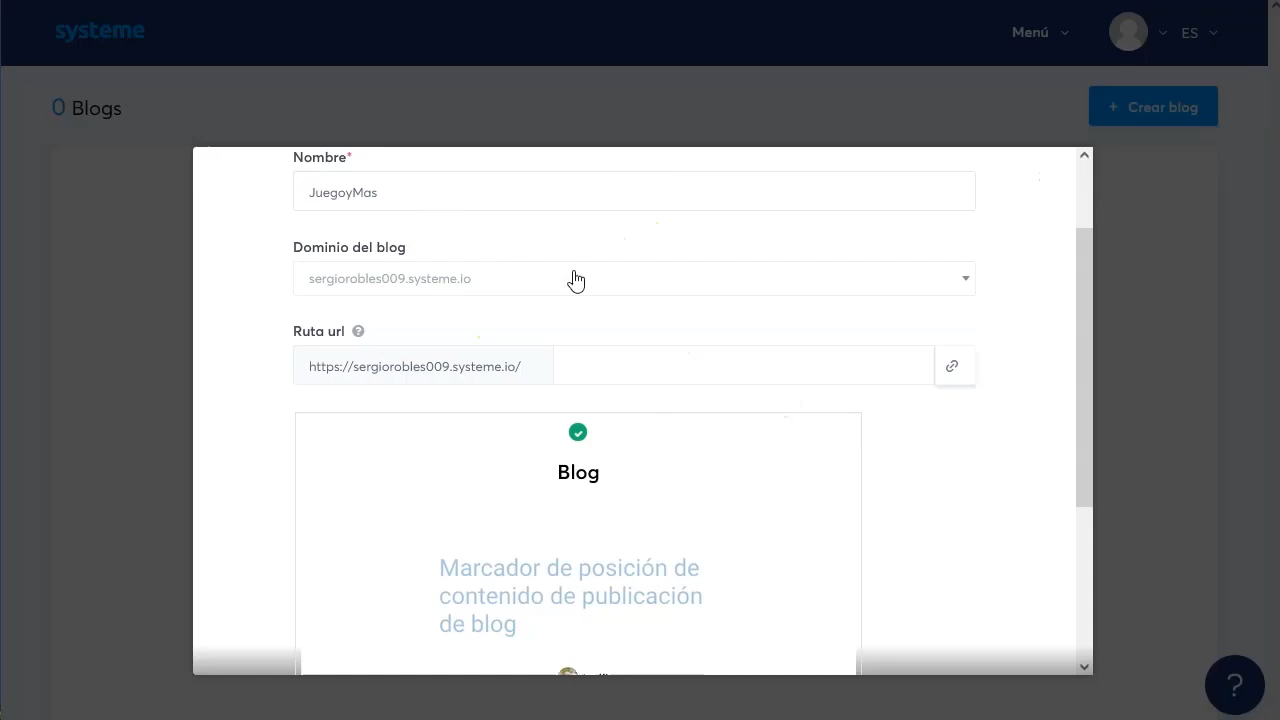 systeme
Menú
ES
0 Blogs
+ Crear blog
Nombre*
JuegoyMas
Dominio del blog
sergiorobles009.systeme.io
Ruta url ?
https://sergiorobles009.systeme.io/
Blog
Marcador de posición de
contenido de publicación
de blog
?